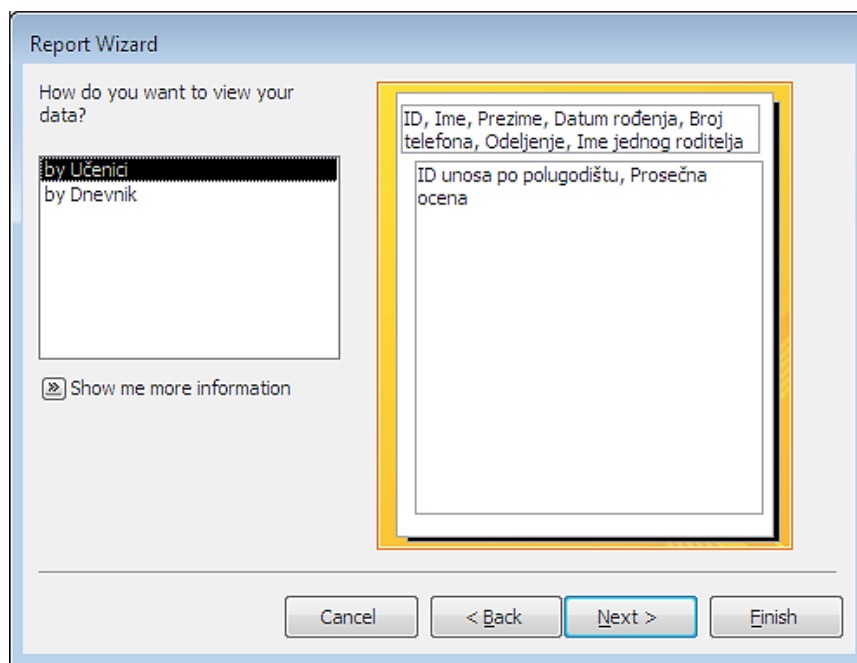 Report Wizard
How do you want to view your
data?
by Učenici
by Dnevnik
Show me more information
ID, Ime, Prezime, Datum rođenja, Broj
telefona, Odeljenje, Ime jednog roditelja
ID unosa po polugodištu, Prosečna
ocena
Cancel
< Back
Next >
Finish